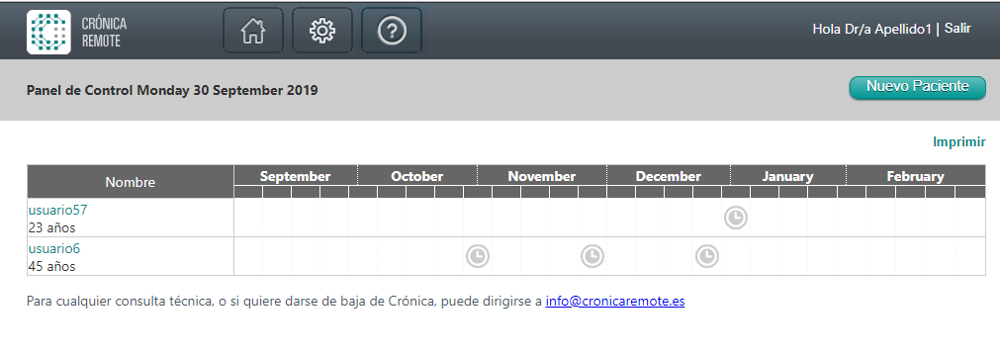 CRÓNICA
REMOTE
?
Hola Dr/a Apellido1 | Salir
Panel de Control Monday 30 September 2019
Nuevo Paciente
Imprimir
Nombre September October November December January February
usuario57
23 años
usuario6
45 años
Para cualquier consulta técnica, o si quiere darse de baja de Crónica, puede dirigirse a info@cronicaremote.es